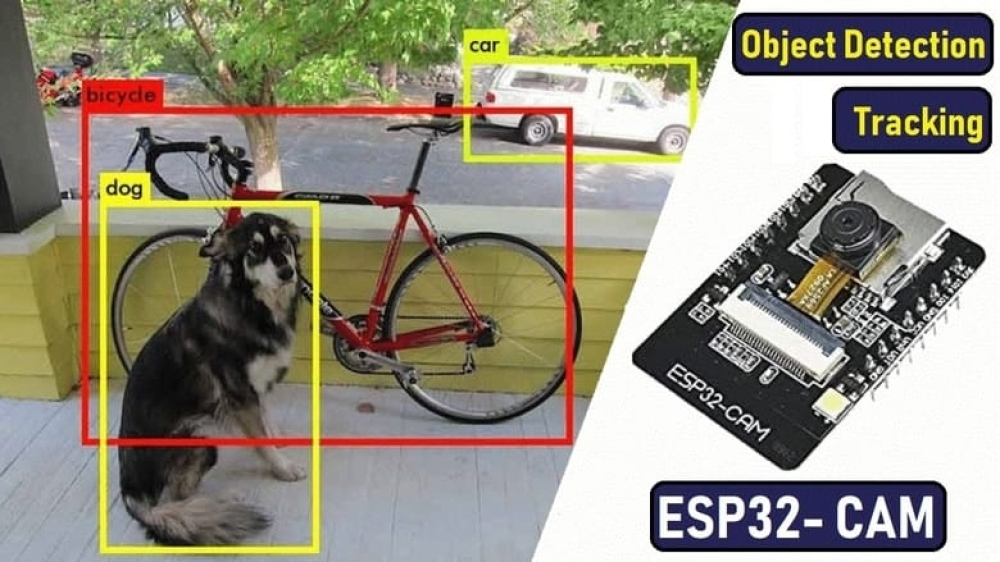 car
bicycle
dog
Object Detection
Tracking
ESP32-CAM
ESP32- CAM